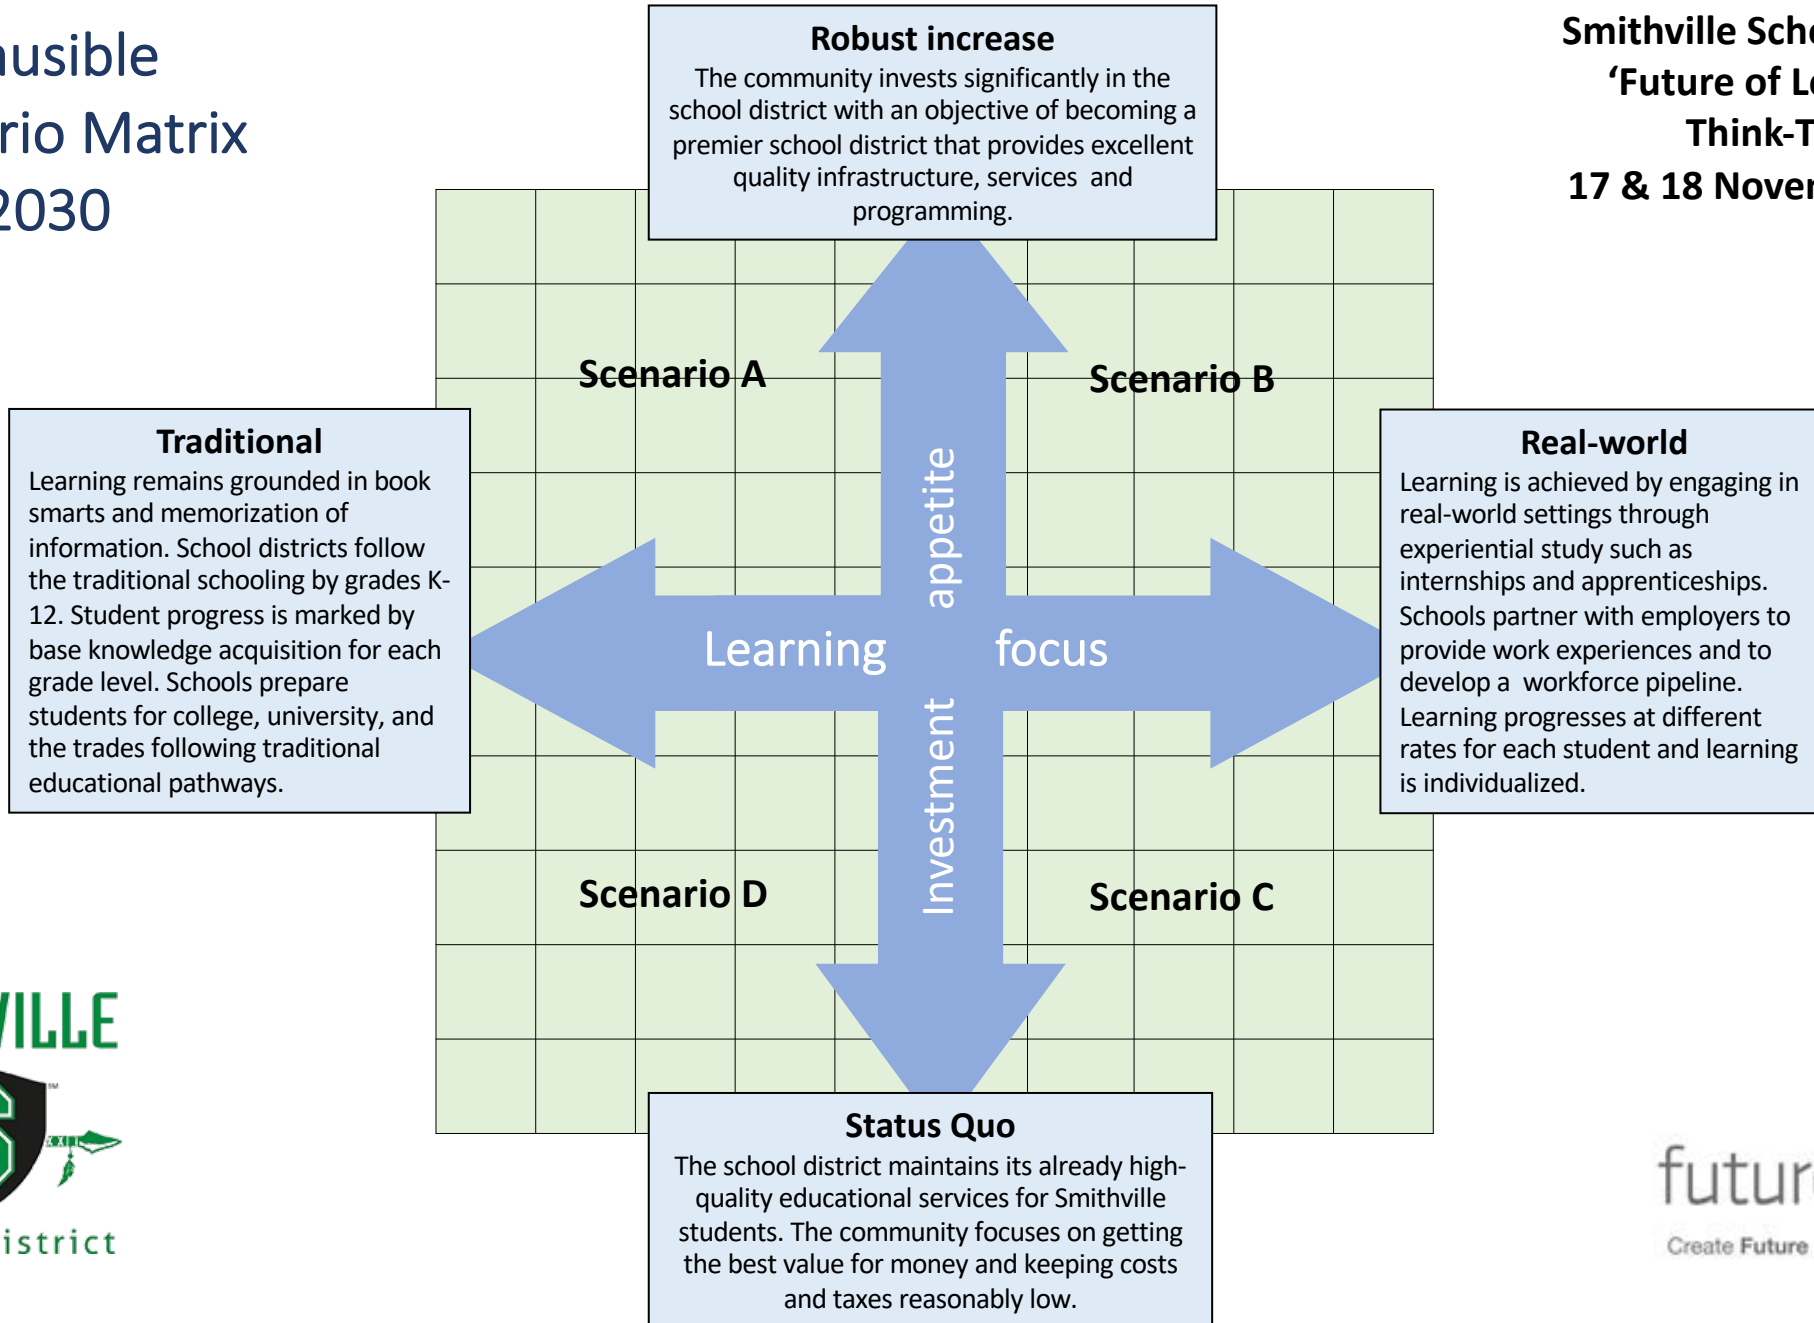 ausible
rio Matrix
2030
Smithville Scho
‘Future of Le
Think-T
17 & 18 Noven
Robust increase
The community invests significantly in the
school district with an objective of becoming a
premier school district that provides excellent
quality infrastructure, services and
programming.
Scenario A
Scenario B
Traditional
Learning remains grounded in book
smarts and memorization of
information. School districts follow
the traditional schooling by grades K-
12. Student progress is marked by
base knowledge acquisition for each
grade level. Schools prepare
students for college, university, and
the trades following traditional
educational pathways.
Investment appetite
Learning focus
Real-world
Learning is achieved by engaging in
real-world settings through
experiential study such as
internships and apprenticeships.
Schools partner with employers to
provide work experiences and to
develop a workforce pipeline.
Learning progresses at different
rates for each student and learning
is individualized.
Scenario D
Scenario C
Status Quo
The school district maintains its already high-
quality educational services for Smithville
students. The community focuses on getting
the best value for money and keeping costs
and taxes reasonably low.
VILLE
S
SM
istrict
futur
Create Future